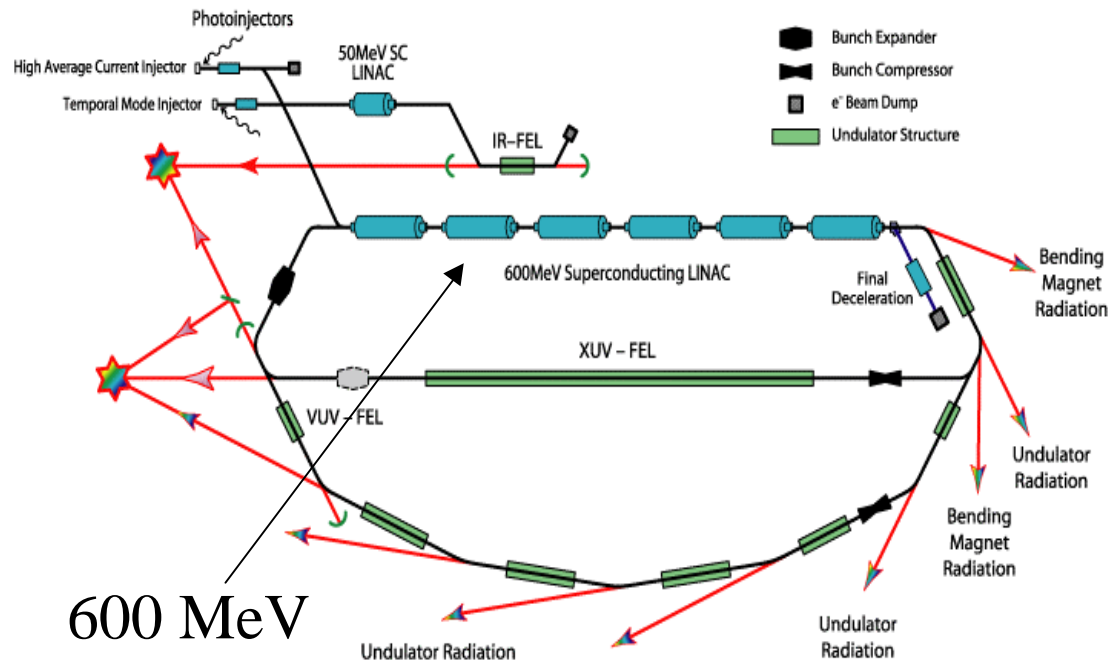 Photoinjectors
High Average Current Injector
50MeV SC
LINAC
Temporal Mode Injector
IR–FEL
Bunch Expander
Bunch Compressor
e⁻ Beam Dump
Undulator Structure
600MeV Superconducting LINAC
Final
Deceleration
Bending
Magnet
Radiation
XUV – FEL
VUV – FEL
Undulator
Radiation
Bending
Magnet
Radiation
600 MeV
Undulator Radiation
Undulator
Radiation